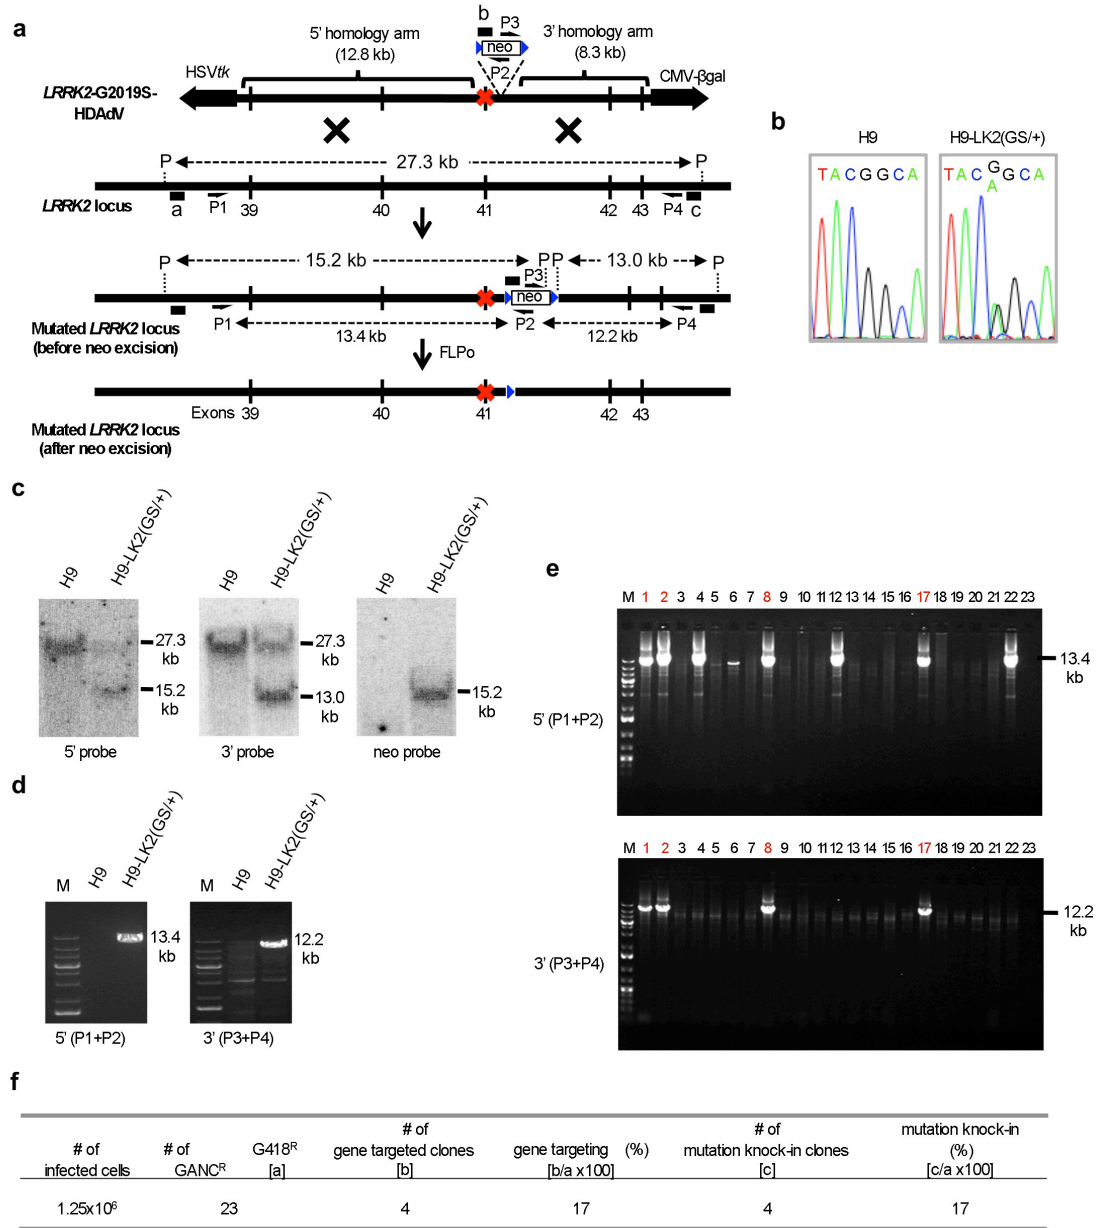 a
b
P3
neo
P2
5' homology arm
(12.8 kb)
3' homology arm
(8.3 kb)
HSVtk
CMV-βgal
LRRK2-G2019S-
HDAdV
P
27.3 kb
P
LRRK2 locus
a
P1
39
40
41
42
43
P4
c
P
15.2 kb
PP
13.0 kb
P
P3
neo
Mutated LRRK2 locus
(before neo excision)
P1
13.4 kb
P2
12.2 kb
P4
FLPo
Exons
39
40
41
42
43
Mutated LRRK2 locus
(after neo excision)
b
H9
H9-LK2(GS/+)
TACGGCA
TAC G GCA
A
c
H9
H9-LK2(GS/+)
27.3
kb
15.2
kb
5' probe
H9
H9-LK2(GS/+)
27.3
kb
13.0
kb
3' probe
H9
H9-LK2(GS/+)
15.2
kb
neo probe
d
M
H9
H9-LK2(GS/+)
13.4
kb
5' (P1+P2)
M
H9
H9-LK2(GS/+)
12.2
kb
3' (P3+P4)
e
M 1 2 3 4 5 6 7 8 9 10 11 12 13 14 15 16 17 18 19 20 21 22 23
13.4
kb
5' (P1+P2)
M 1 2 3 4 5 6 7 8 9 10 11 12 13 14 15 16 17 18 19 20 21 22 23
12.2
kb
3' (P3+P4)
f
# of
infected cells
# of
GANCᴿ
G418ᴿ
[a]
# of
gene targeted clones
[b]
gene targeting (%)
[b/a x100]
# of
mutation knock-in clones
[c]
mutation knock-in
(%)
[c/a x100]
1.25x10⁶ 23 4 17 4 17